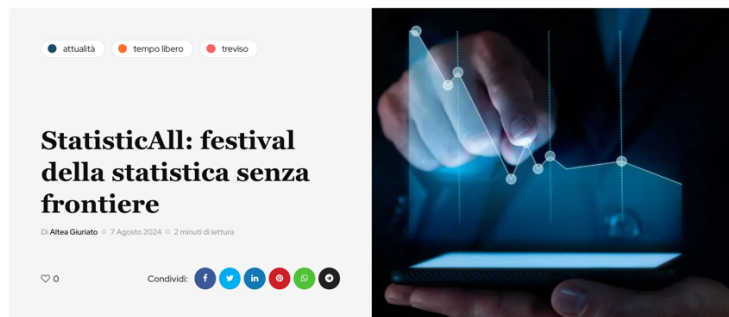 attualità tempo libero treviso
StatisticAll: festival
della statistica senza
frontiere
Di Altea Giuriato 7 Agosto 2024 2 minuti di lettura
0 Condividi: